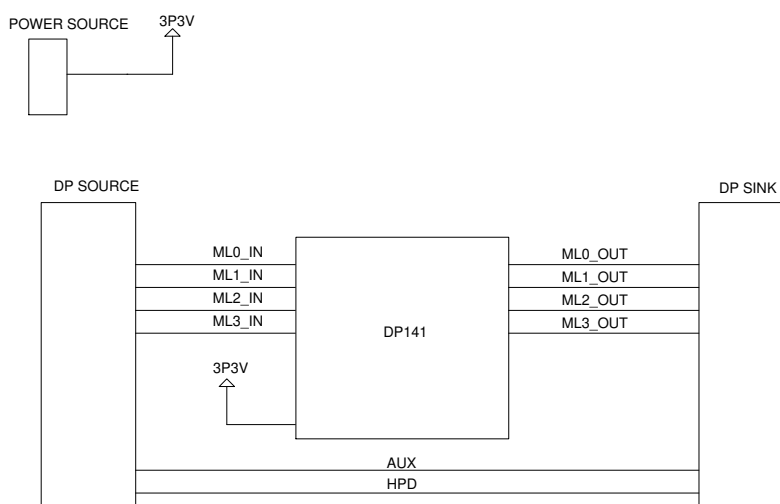 POWER SOURCE
3P3V
DP SOURCE
DP SINK
ML0_IN
ML0_OUT
ML1_IN
ML1_OUT
ML2_IN
ML2_OUT
ML3_IN
ML3_OUT
DP141
3P3V
AUX
HPD